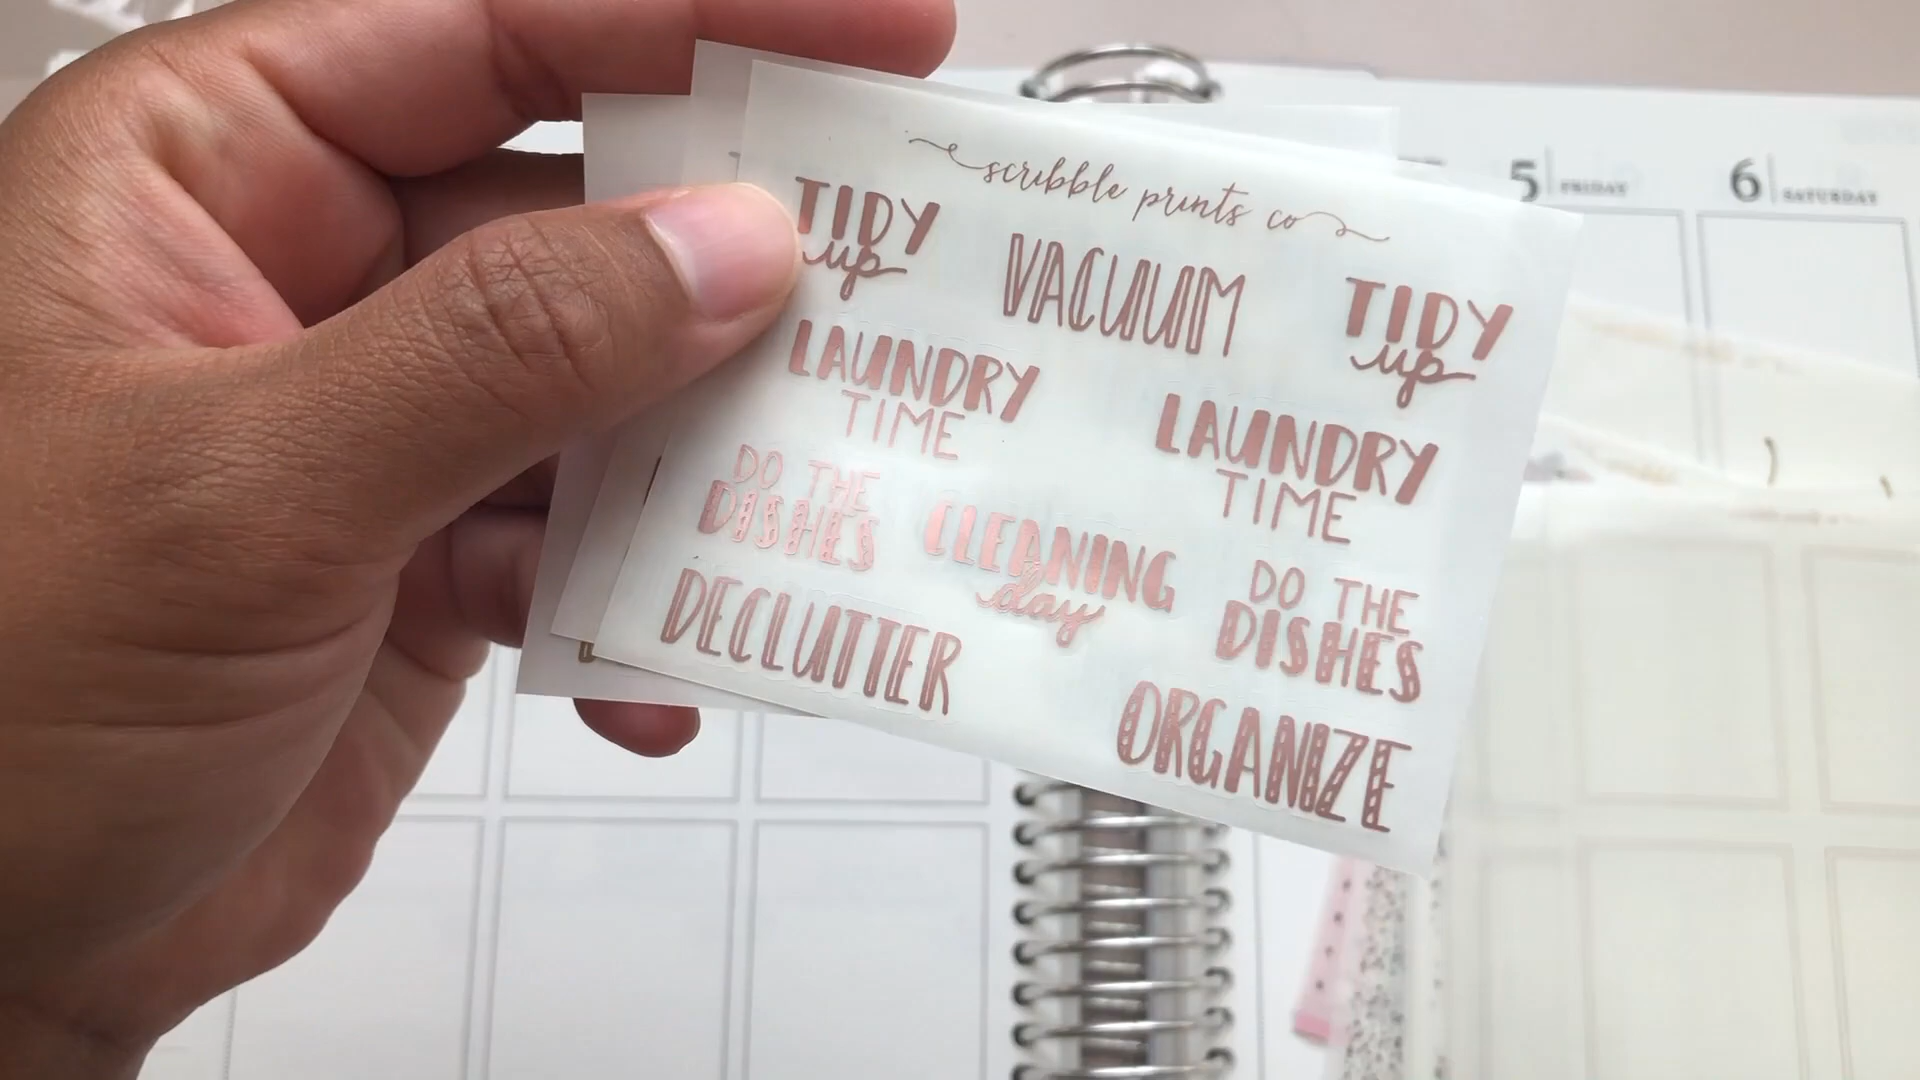 scribble prints co
TIDY
up
VACUUM
TIDY
up
LAUNDRY
TIME
LAUNDRY
TIME
DO THE
DISHES
CLEANING
day
DO THE
DISHES
DECLUTTER
ORGANIZE
5 FRIDAY
6 SATURDAY